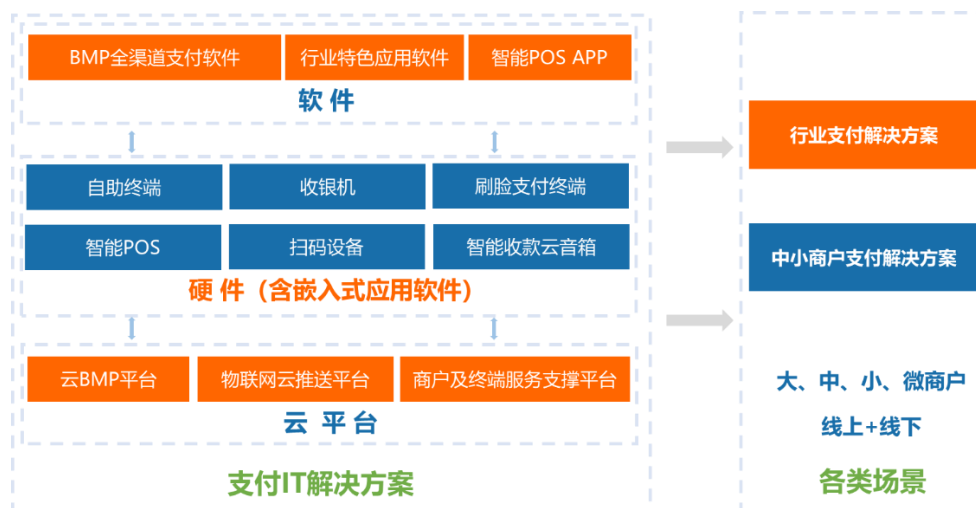 BMP全渠道支付软件
行业特色应用软件
智能POS APP
软 件
自助终端
收银机
刷脸支付终端
智能POS
扫码设备
智能收款云音箱
硬 件（含嵌入式应用软件）
云BMP平台
物联网云推送平台
商户及终端服务支撑平台
云 平 台
支付IT解决方案
行业支付解决方案
中小商户支付解决方案
大、中、小、微商户
线上+线下
各类场景